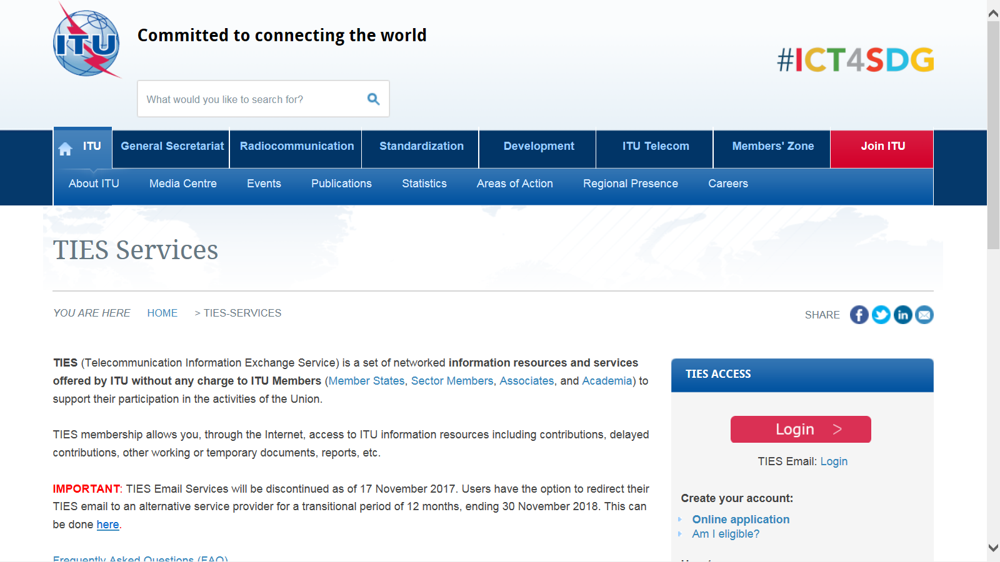 ITU
Committed to connecting the world
#ICT4SDG
What would you like to search for?
ITU
General Secretariat
Radiocommunication
Standardization
Development
ITU Telecom
Members' Zone
Join ITU
About ITU
Media Centre
Events
Publications
Statistics
Areas of Action
Regional Presence
Careers
TIES Services
YOU ARE HERE HOME > TIES-SERVICES
SHARE
TIES (Telecommunication Information Exchange Service) is a set of networked information resources and services
offered by ITU without any charge to ITU Members (Member States, Sector Members, Associates, and Academia) to
support their participation in the activities of the Union.
TIES membership allows you, through the Internet, access to ITU information resources including contributions, delayed
contributions, other working or temporary documents, reports, etc.
IMPORTANT: TIES Email Services will be discontinued as of 17 November 2017. Users have the option to redirect their
TIES email to an alternative service provider for a transitional period of 12 months, ending 30 November 2018. This can
be done here.
Frequently Asked Questions (FAQ)
TIES ACCESS
Login >
TIES Email: Login
Create your account:
Online application
Am I eligible?